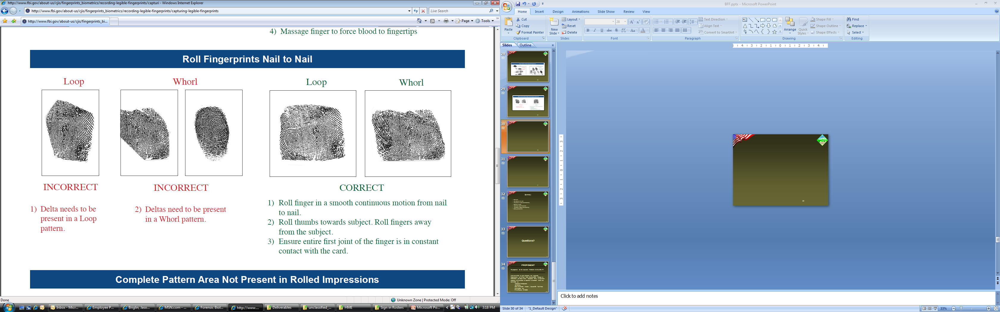 http://www.fbi.gov/about-us/cjis/fingerprints_biometrics/recording-legible-fingerprints/capturi - Windows Internet Explorer
http://www.fbi.gov/about-us/cjis/fingerprints_biometrics/recording-legible-fingerprints/capturing-legible-fingerprints
Live Search
http://www.fbi.gov/about-us/cjis/fingerprints_bi...
Page
Tools
4) Massage finger to force blood to fingertips
Roll Fingerprints Nail to Nail
Loop
Whorl
Loop
Whorl
INCORRECT
INCORRECT
CORRECT
1) Delta needs to be
present in a Loop
pattern.
2) Deltas need to be present
in a Whorl pattern.
1) Roll finger in a smooth continuous motion from nail
to nail.
2) Roll thumbs towards subject. Roll fingers away
from the subject.
3) Ensure entire first joint of the finger is in constant
contact with the card.
Complete Pattern Area Not Present in Rolled Impressions
Done
Unknown Zone | Protected Mode: Off
Inbox - Micr...
Employee P...
Briglin, Jaso...
MSN.com - ...
Forensic Biol...
http://www....
Deliverables
unclassified_...
HME
Sign in Rosters
Microsoft Po...
3:18 PM
BFF.pptx - Microsoft PowerPoint
Home
Insert
Design
Animations
Slide Show
Review
View
Paste
Cut
Copy
Format Painter
Clipboard
New
Slide
Layout
Reset
Delete
Slides
28
Font
Text Direction
Align Text
Convert to SmartArt
Paragraph
Arrange
Quick
Styles
Shape Fill
Shape Outline
Shape Effects
Drawing
Find
Replace
Select
Editing
Slides
Outline
28
29
30
31
32
Summary
33
Questions?
34
PROPONENT
Click to add notes
Slide 30 of 34
"1_Default Design"
33%